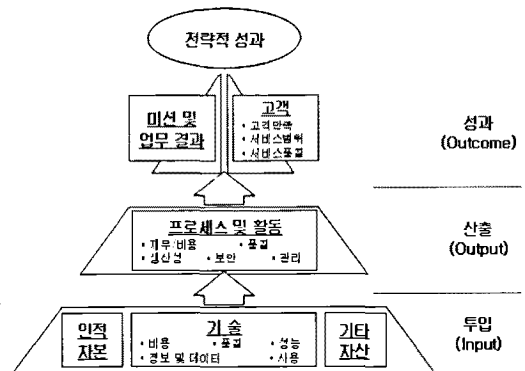 전략적 성과
미션 및
업무 결과
고객
• 고객만족
• 서비스범위
• 서비스품질
성과
(Outcome)
프로세스 및 활동
• 재무/비용 • 품질
• 생산성 • 보안 • 관리
산출
(Output)
인적
자본
기 술
• 비용 • 품질 • 성능
• 정보 및 데이터 • 사용
기타
자산
투입
(Input)